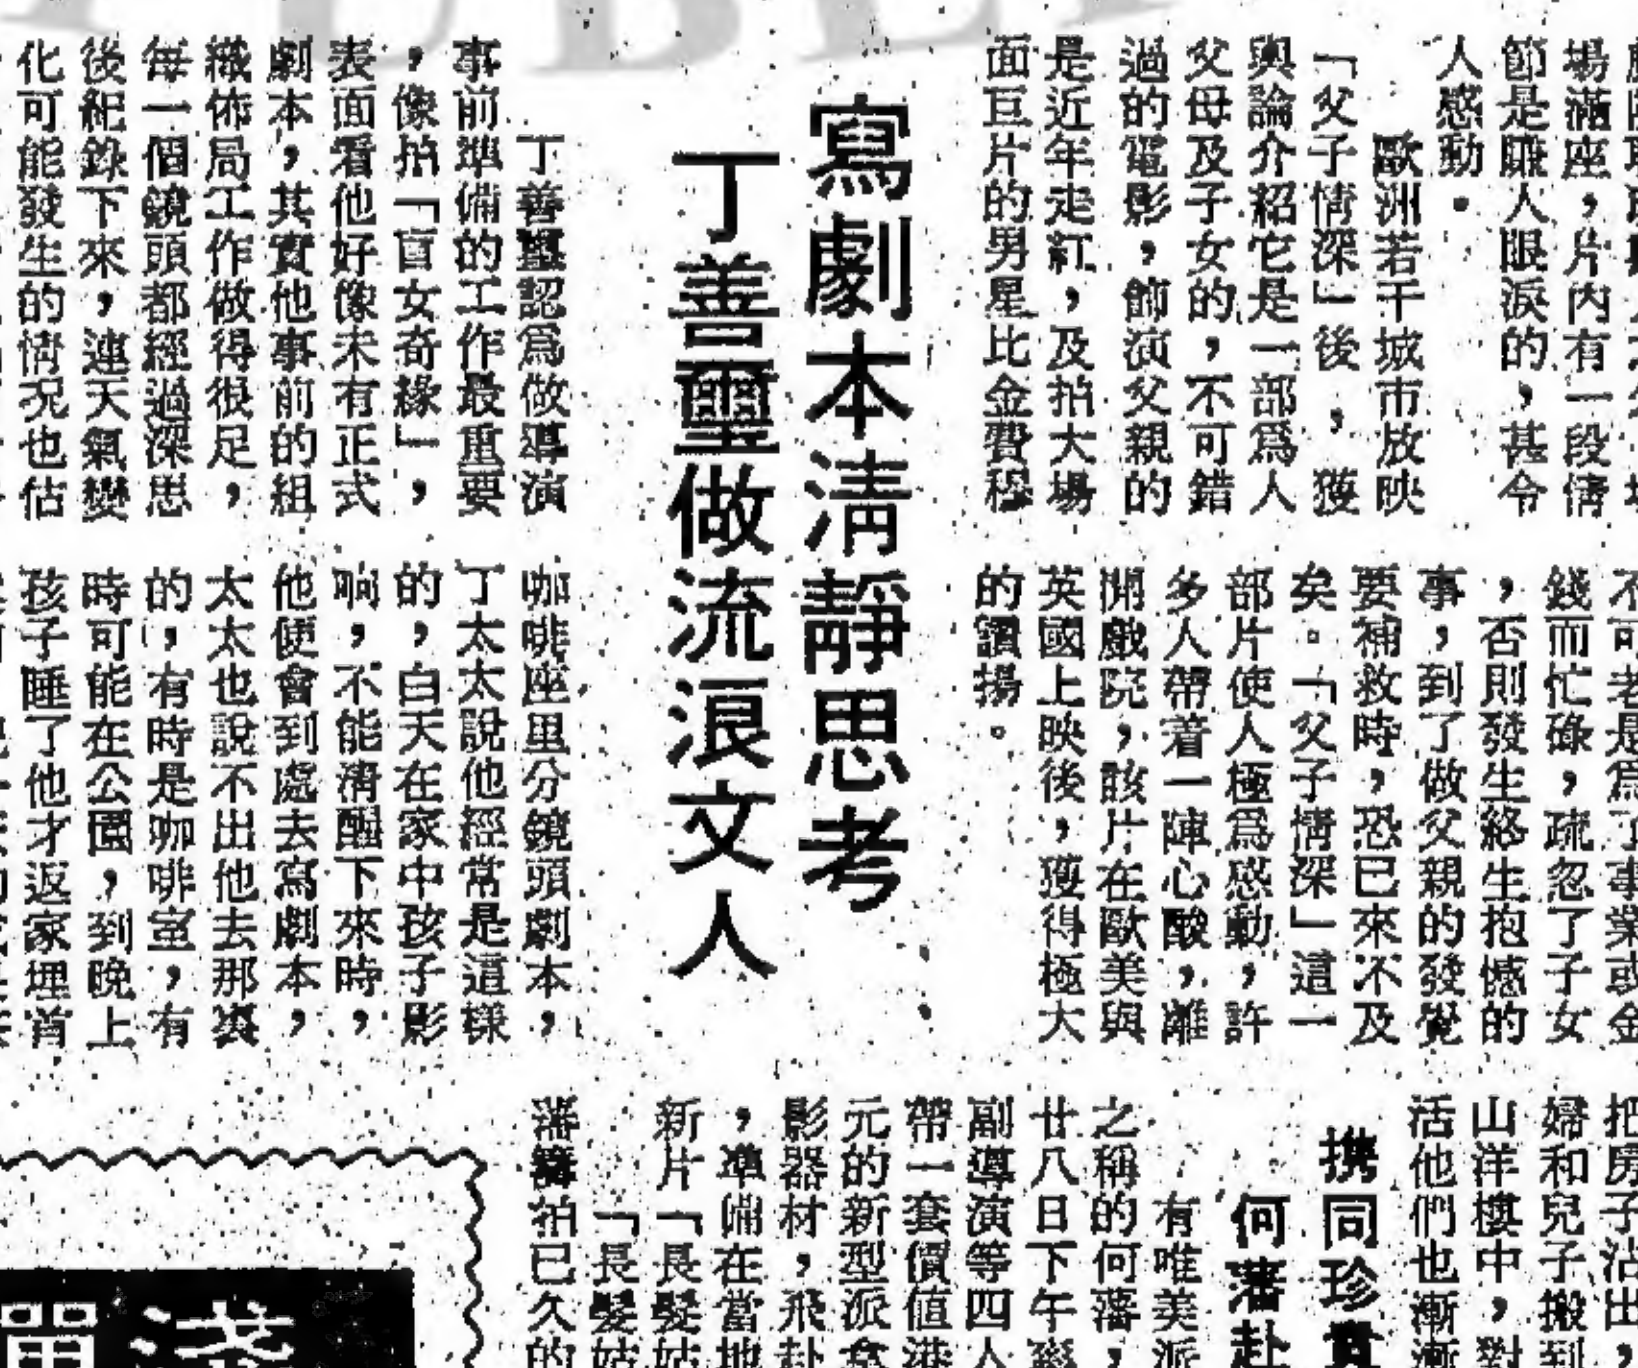 場滿座，片內有一段情
節是賺人眼淚的，甚令
人感動．
歐洲若干城市放映
「父子情深」後，獲
輿論介紹它是一部爲人
父母及子女的，不可錯
過的電影，飾演父親的
是近年走紅，及拍大場
面巨片的男星比金費程
不可老是爲了事業或金
錢而忙碌，疏忽了子女
，否則發生終生抱憾的
事，到了做父親的發覺
要補救時，恐已來不及
矣。「父子情深」這一
部片使人極爲感動，許
多人帶着一陣心酸，離
開戲院，該片在歐美與
英國上映後，獲得極大
的讚揚。
寫劇本清靜思考
丁善璽做流浪文人
丁善璽認爲做導演
事前準備的工作最重要
，像拍「盲女奇緣」，
表面看他好像未有正式
劇本，其實他事前的組
織佈局工作做得很足，
每一個鏡頭都經過深思
後紀錄下來，連天氣變
化可能發生的情況也估
咖啡座里分鏡頭劇本，
丁太太說他經常是這樣
的，白天在家中孩子影
响，不能清醒下來時，
他便會到處去寫劇本，
太太也說不出他去那裏
的，有時是咖啡室，有
時可能在公園，到晚上
孩子睡了他才返家埋首
把房子沽出，
婦和兒子搬到
山洋樓中，對
活他們也漸漸
携同珍貴
何藩赴
有唯美派
之稱的何藩，
廿八日下午
副導演等四人
帶一套價值港
元的新型派拿
影器材，飛赴
，準備在當地
新片「長髮姑
「長髮姑
藩籌拍已久的